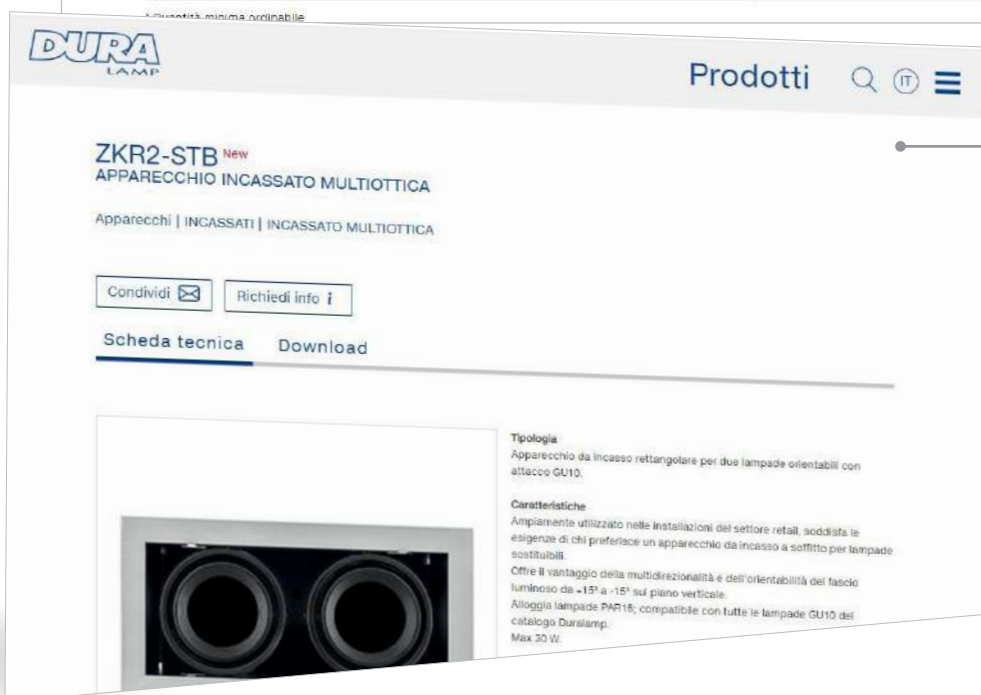 * Quantità minima ordinabile
DURA
LAMP
Prodotti
IT
ZKR2-STB New
APPARECCHIO INCASSATO MULTIOTTICA
Apparecchi | INCASSATI | INCASSATO MULTIOTTICA
Condividi
Richiedi info i
Scheda tecnica
Download
Tipologia
Apparecchio da incasso rettangolare per due lampade orientabili con
attacco GU10.
Caratteristiche
Ampiamente utilizzato nelle installazioni del settore retail, soddisfa le
esigenze di chi preferisce un apparecchio da incasso a soffitto per lampade
sostituibili.
Offre il vantaggio della multidirezionalità e dell'orientabilità del fascio
luminoso da +15° a -15° sul piano verticale.
Alloggia lampade PAR16; compatibile con tutte le lampade GU10 del
catalogo Duralamp.
Max 30 W.